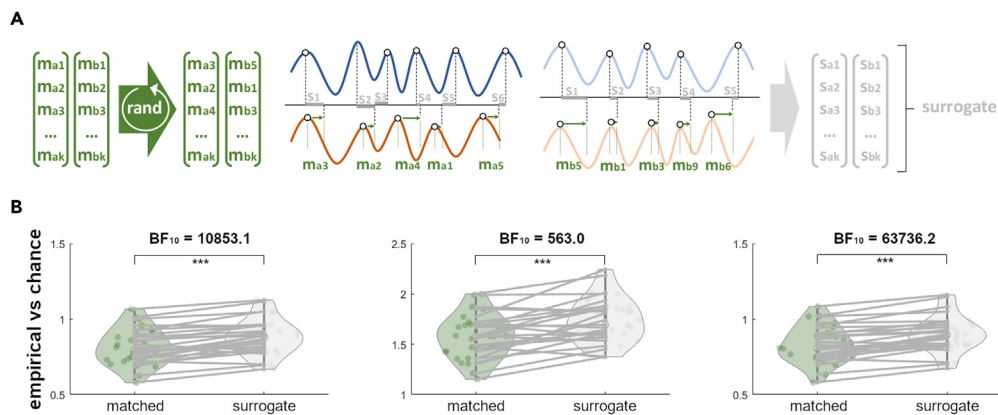 A
ma1 mb1 ma3 mb5 sa1 sb1
ma2 mb2 ma2 mb1 sa2 sb2
ma3 mb3 rand ma4 mb3 sa3 sb3 surrogate
... ... ... ... ... ...
mak mbk mak mbk sak sbk
S1 S2 S3 S4 S5 S6
ma3 ma2 ma4 ma1 ma5
S1 S2 S3 S4 S5
mb5 mb1 mb3 mb9 mb6
B
empirical vs chance
BF10 = 10853.1
***
1.5
1
0.5
matched surrogate
BF10 = 563.0
***
2.5
2
1.5
1
matched surrogate
BF10 = 63736.2
***
1.5
1
0.5
matched surrogate